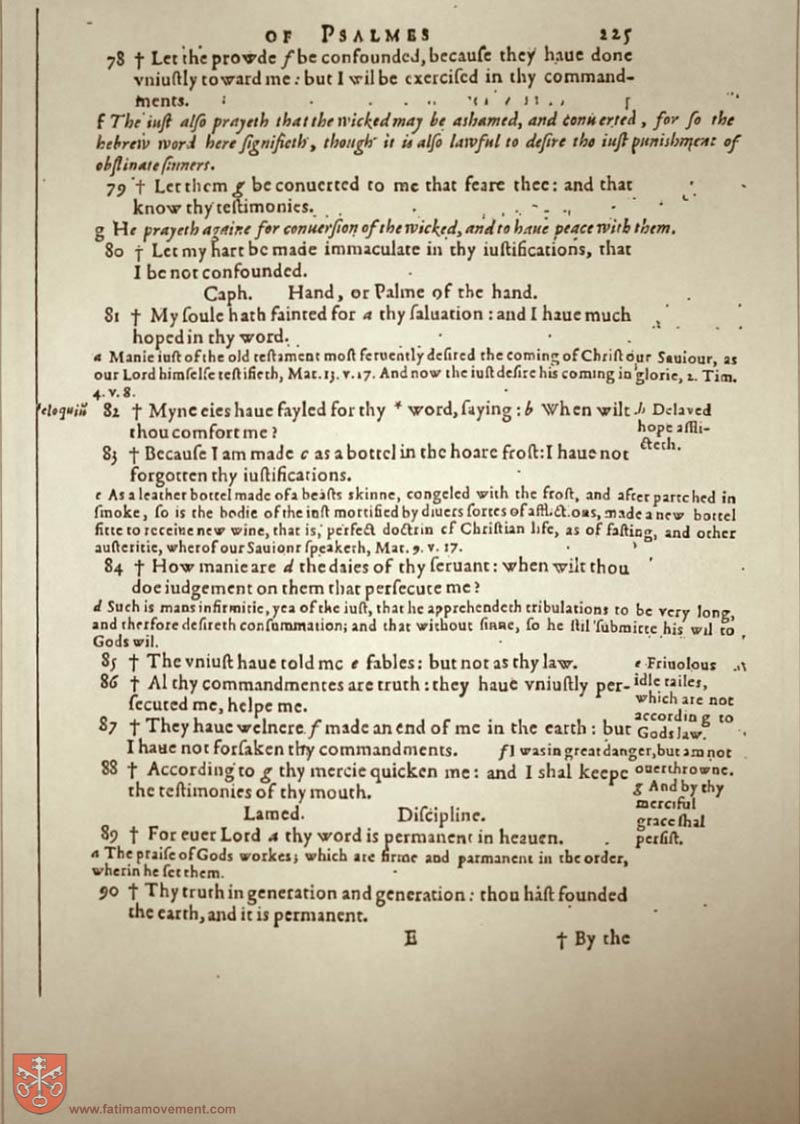 OF PSALMES 225
78 † Let the prowde f be confounded, becauſe they haue done
vniuſtly toward me: but I wil be exerciſed in thy command-
ments.
f The iuſt alſo prayeth that the wicked may be aſhamed, and conuerted, for ſo the
hebrew word here ſignifieth, though it is alſo lawful to deſire the iuſt puniſhment of
obſtinate ſinners.
79 † Let them g be conuerted to me that feare thee: and that
know thy teſtimonies.
g He prayeth againe for conuerſion of the wicked, and to haue peace with them.
80 † Let my hart be made immaculate in thy iuſtifications, that
I be not confounded.
Caph. Hand, or Palme of the hand.
81 † My ſoule hath fainted for a thy ſaluation: and I haue much
hoped in thy word.
a Manie iuſt of the old teſtament moſt feruently deſired the coming of Chriſt our Sauiour, as
our Lord himſelfe teſtifieth, Mat. 13. v. 17. And now the iuſt deſire his coming in glorie, 2. Tim.
4. v. 8.
82 † Myne eies haue fayled for thy * word, ſaying: b When wilt
thou comfort me?
b Delayed
hope affli-
cteth.
83 † Becauſe I am made c as a bottel in the hoare froſt: I haue not
forgotten thy iuſtifications.
c As a leather bottel made of a beaſts skinne, congeled with the froſt, and after parched in
ſmoke, ſo is the bodie of the iuſt mortified by diuers ſortes of afflictions, made a new bottel
fitte to receiue new wine, that is, perfect doctrin of Chriſtian life, as of faſting, and other
auſteritie, wherof our Sauiour ſpeaketh, Mat. 9. v. 17.
84 † How manie are d the daies of thy ſeruant: when wilt thou
doe iudgement on them that perſecute me?
d Such is mans infirmitie, yea of the iuſt, that he apprehendeth tribulations to be very long,
and therfore deſireth conſummation; and that without ſinne, ſo he ſtil ſubmitte his wil to
Gods wil.
85 † The vniuſt haue told me e fables: but not as thy law.
86 † Al thy commandmentes are truth: they haue vniuſtly per-
ſecuted me, helpe me.
e Friuolous
idle tailes,
which are not
according to
Gods law.
87 † They haue welnere f made an end of me in the earth: but
I haue not forſaken thy commandments.
f I was in great danger, but am not
ouerthrowne.
88 † According to g thy mercie quicken me: and I shal keepe
the teſtimonies of thy mouth.
g And by thy
merciful
grace ſhal
perſiſt.
Lamed. Diſcipline.
89 † For euer Lord a thy word is permanent in heauen.
a The praiſe of Gods workes; which are firme and parmanent in the order,
wherin he ſet them.
90 † Thy truth in generation and generation: thou haſt founded
the earth, and it is permanent.
E † By the
www.fatimamovement.com